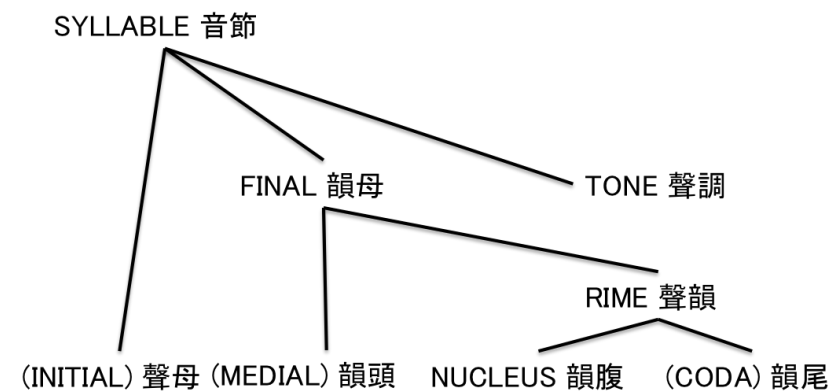 SYLLABLE 音節
FINAL 韻母 TONE 聲調
RIME 聲韻
(INITIAL) 聲母 (MEDIAL) 韻頭 NUCLEUS 韻腹 (CODA) 韻尾